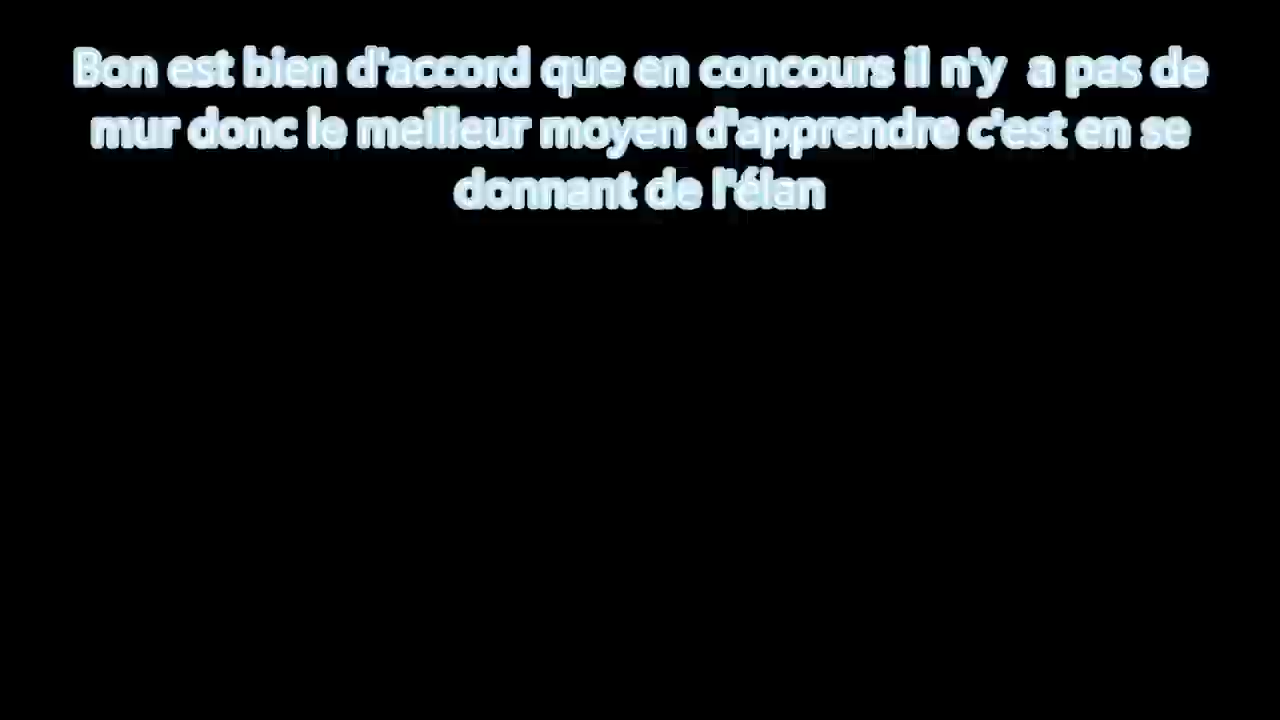 Bon est bien d'accord que en concours il n'y  a pas de
mur donc le meilleur moyen d'apprendre c'est en se
donnant de l'élan